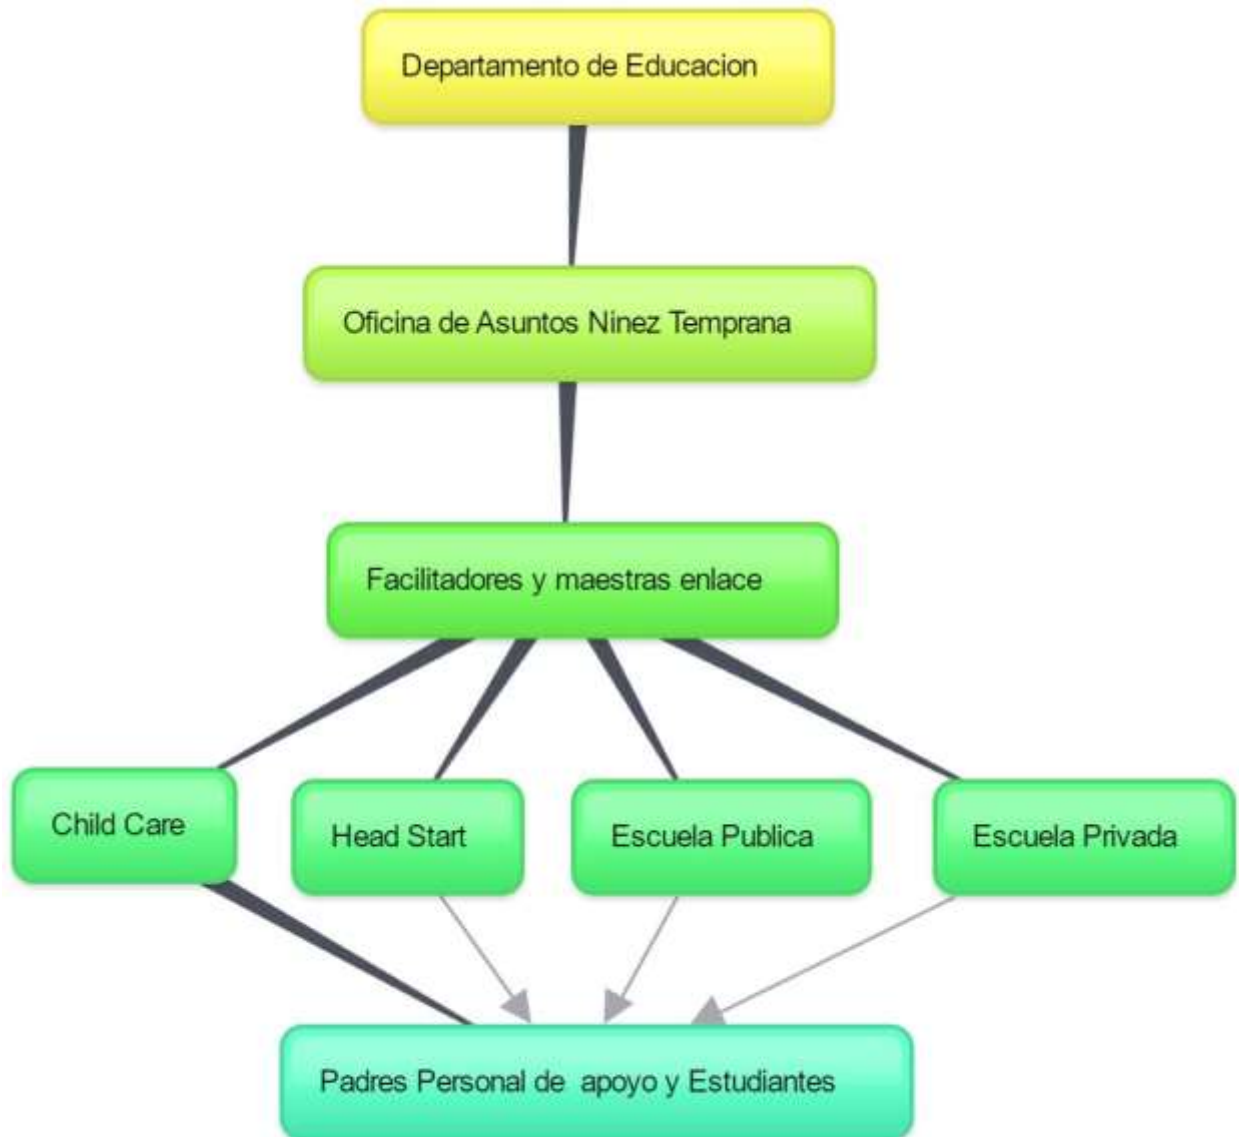 Departamento de Educacion
Oficina de Asuntos Ninez Temprana
Facilitadores y maestras enlace
Child Care
Head Start
Escuela Publica
Escuela Privada
Padres Personal de apoyo y Estudiantes